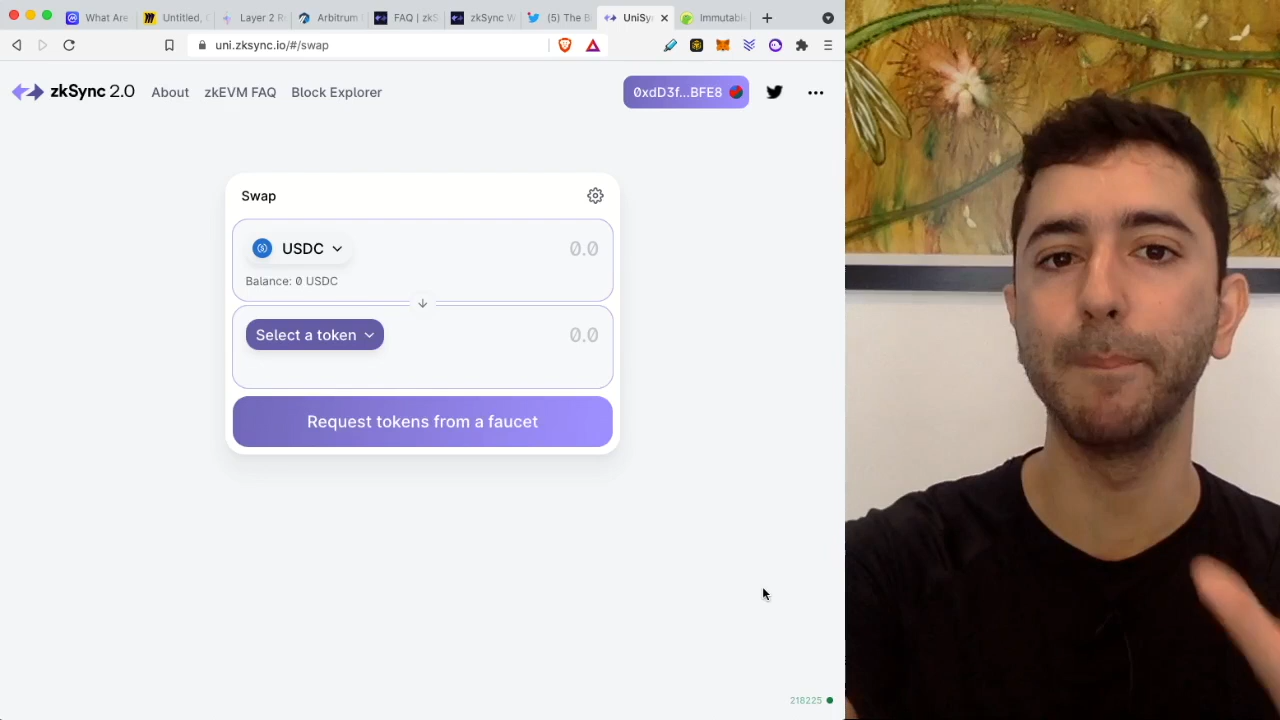 What Are
Untitled,
Layer 2 R
Arbitrum
FAQ | zkS
zkSync W
(5) The B
UniSy
Immutabl
uni.zksync.io/#/swap
zkSync 2.0
About
zkEVM FAQ
Block Explorer
0xdD3f...BFE8
Swap
USDC
0.0
Balance: 0 USDC
Select a token
0.0
Request tokens from a faucet
218225